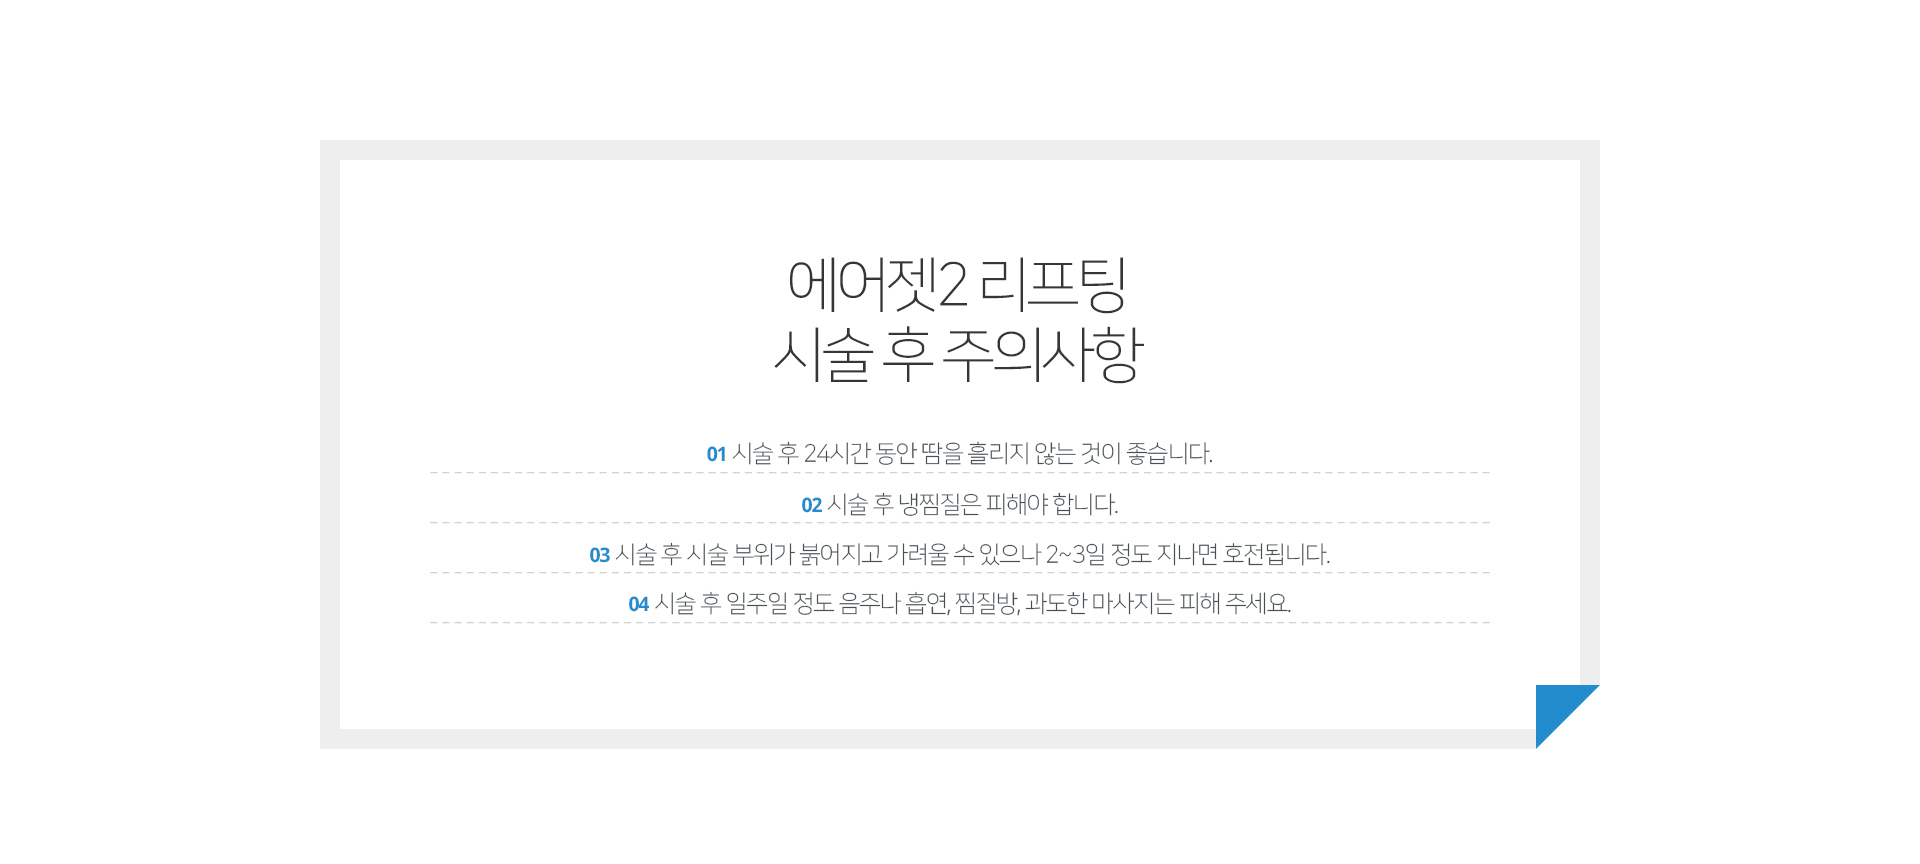 에어젯2 리프팅
시술 후 주의사항
01 시술 후 24시간 동안 땀을 흘리지 않는 것이 좋습니다.
02 시술 후 냉찜질은 피해야 합니다.
03 시술 후 시술 부위가 붉어지고 가려울 수 있으나 2~3일 정도 지나면 호전됩니다.
04 시술 후 일주일 정도 음주나 흡연, 찜질방, 과도한 마사지는 피해 주세요.